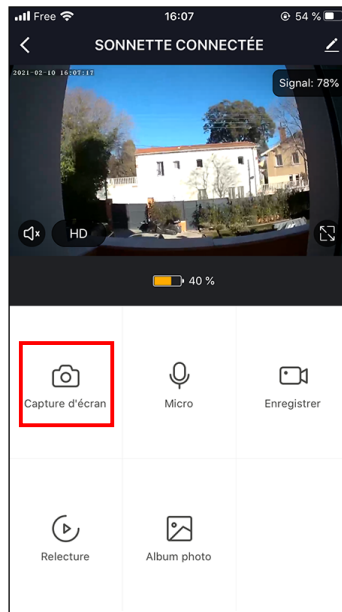 Free 16:07 54 %
SONNETTE CONNECTÉE
2021-02-10 16:07:17
Signal: 78%
HD
40 %
Capture d'écran Micro Enregistrer
Relecture Album photo